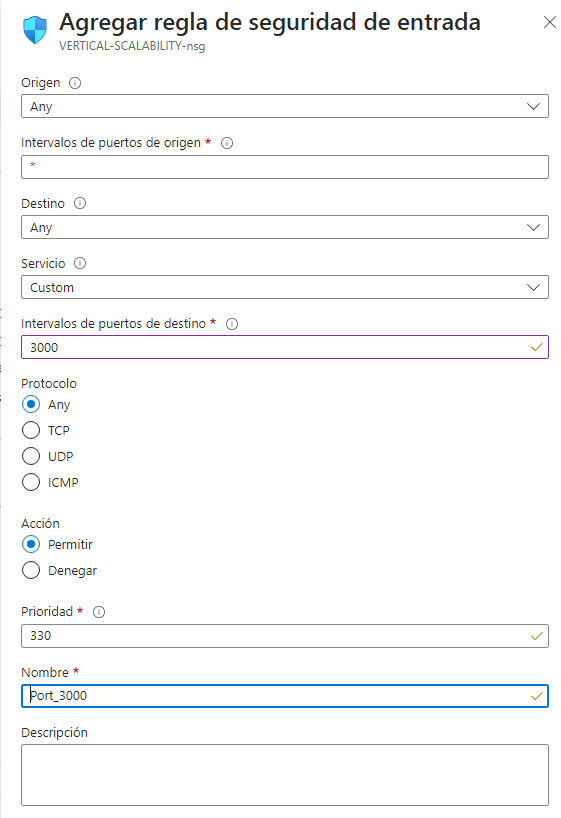 Agregar regla de seguridad de entrada
VERTICAL-SCALABILITY-nsg
Origen
Any
Intervalos de puertos de origen *
*
Destino
Any
Servicio
Custom
Intervalos de puertos de destino *
3000
Protocolo
Any
TCP
UDP
ICMP
Acción
Permitir
Denegar
Prioridad *
330
Nombre *
Port_3000
Descripción